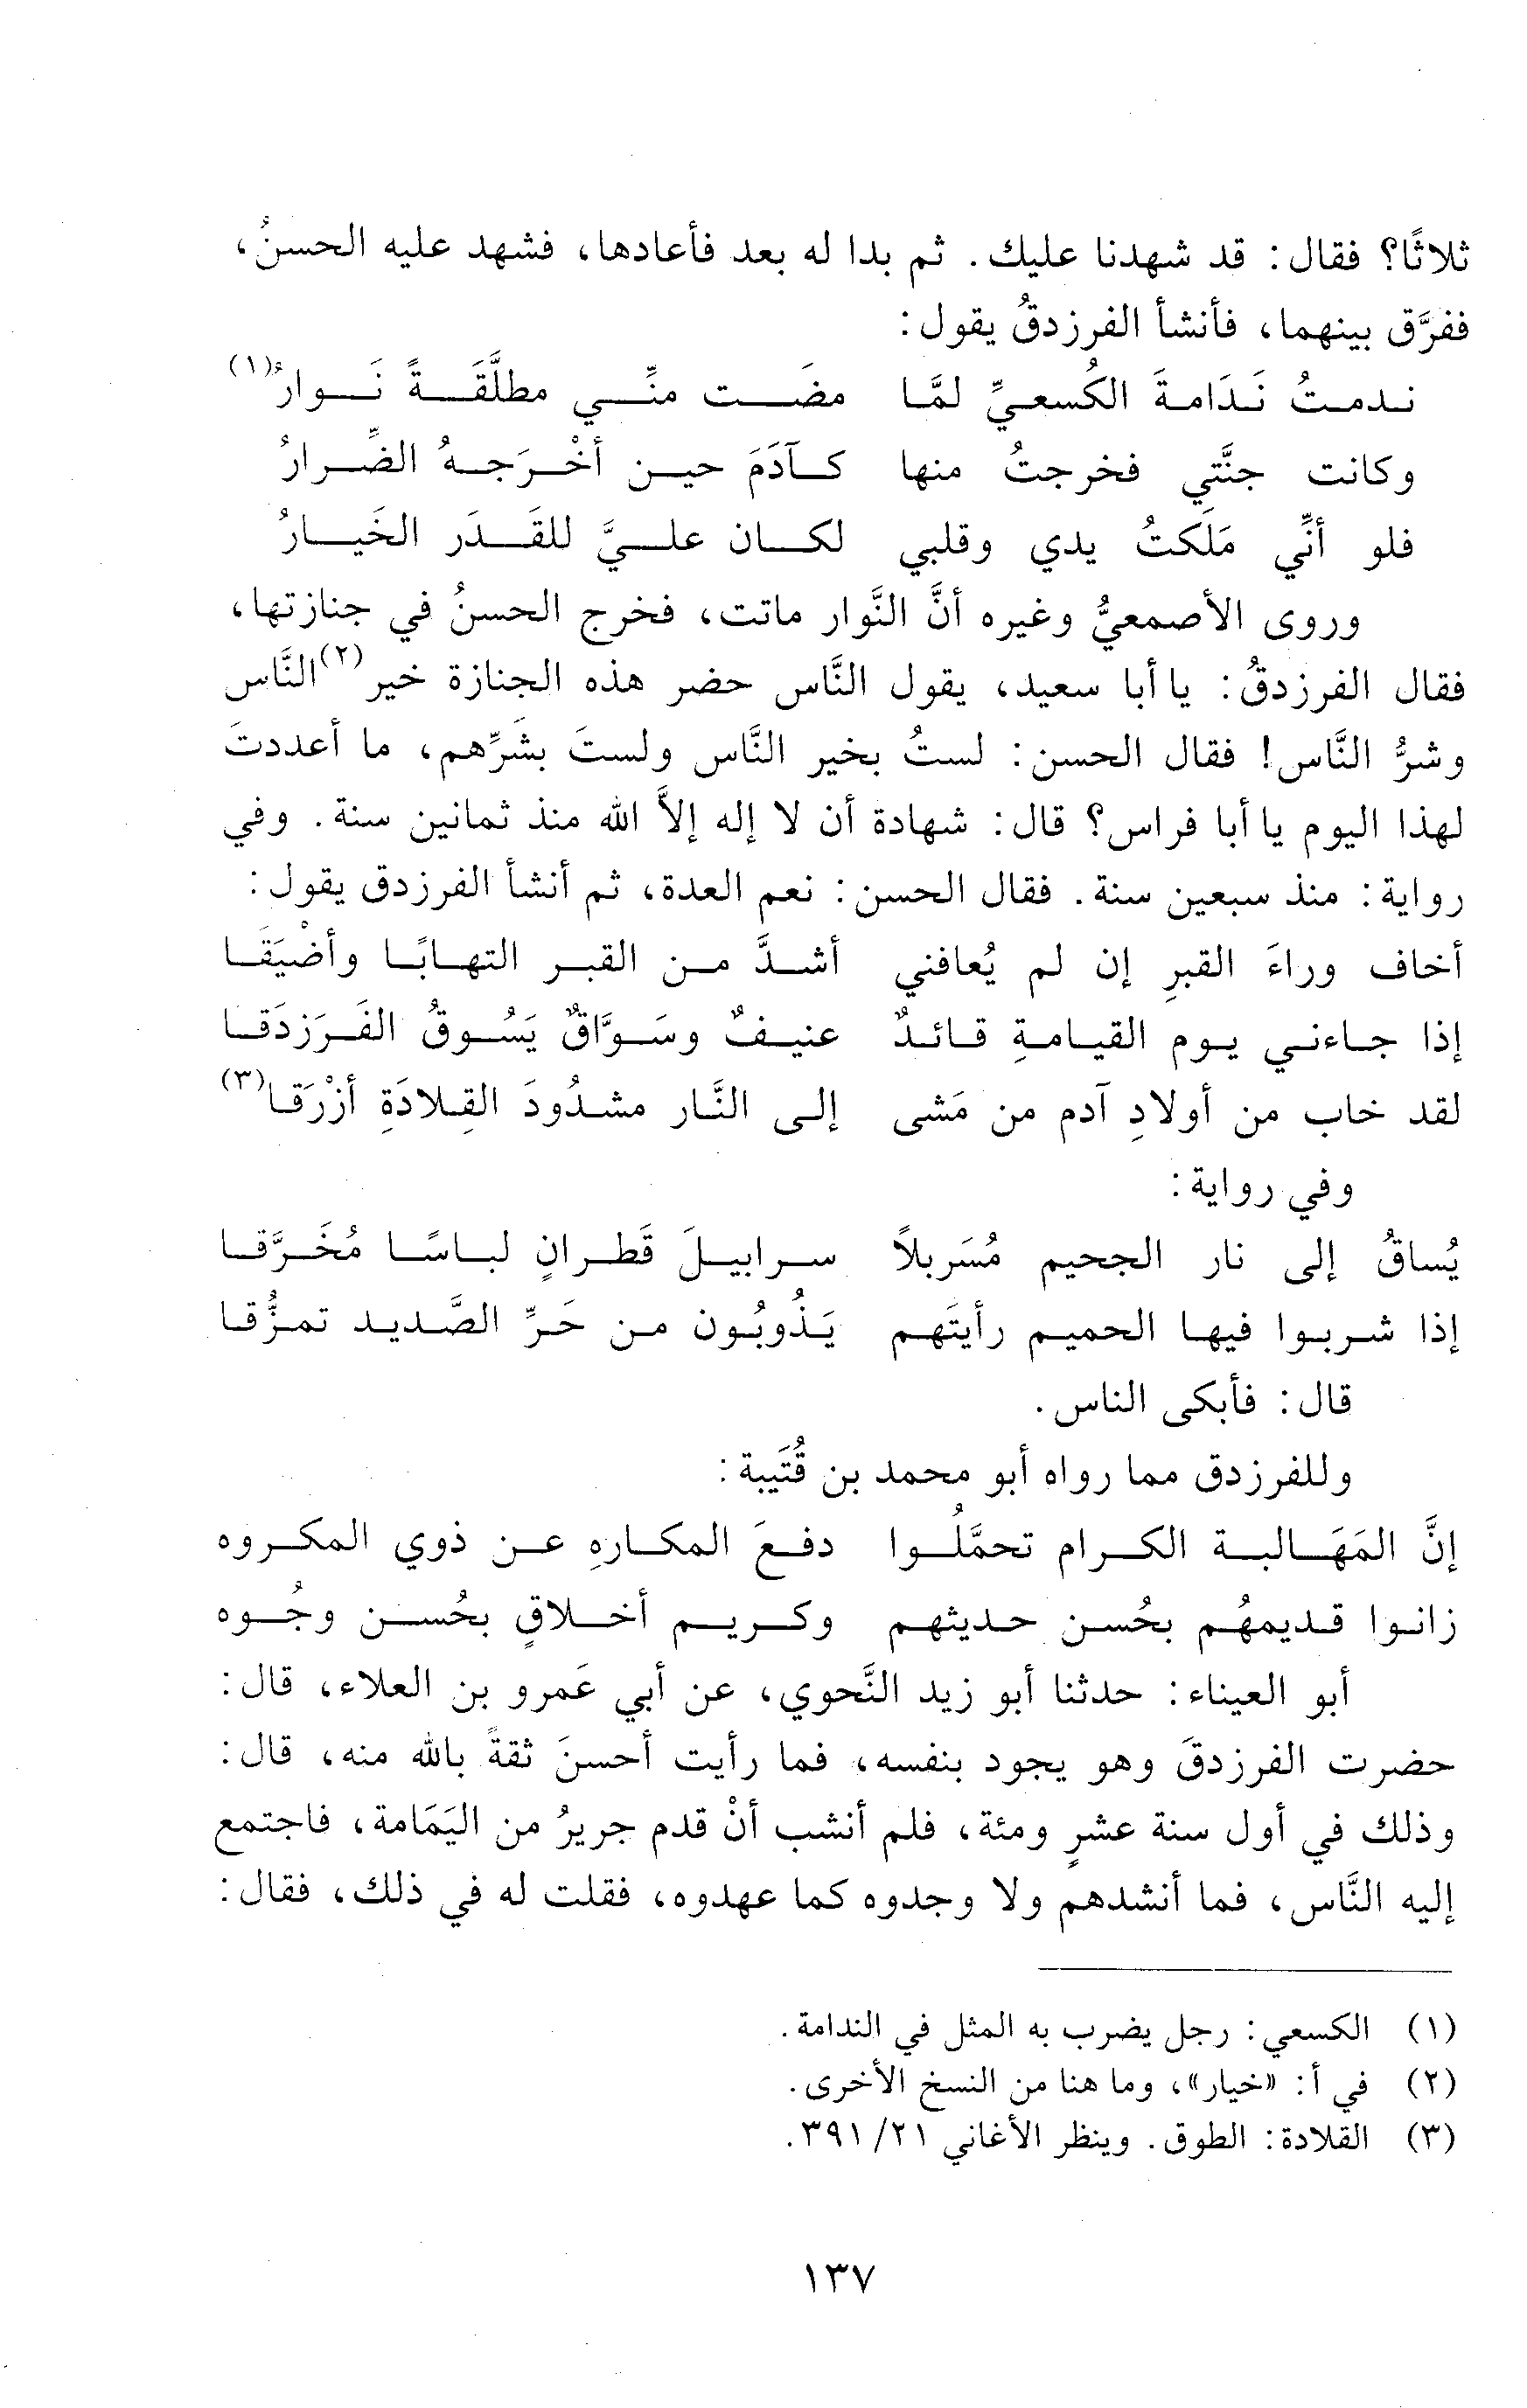 ثلاثًا؟ فقال: قد شهدنا عليك. ثم بدا له بعد فأعادها، فشهد عليه الحسنُ،
ففرَّق بينهما، فأنشأ الفرزدقُ يقول:
ندمتُ نَدَامةَ الكُسعيِّ لمَّا مضَت منِّي مطلَّقَةً نَوارُ(١)
وكانت جنَّتِي فخرجتُ منها كآدَمَ حين أخْرَجهُ الضِّرارُ
فلو أنِّي مَلَكتُ يدي وقلبي لكان عليَّ للقَدَر الخَيارُ
وروى الأصمعيُّ وغيره أنَّ النَّوار ماتت، فخرج الحسنُ في جنازتها،
فقال الفرزدقُ: يا أبا سعيد، يقول النَّاس حضر هذه الجنازة خير(٢) النَّاس
وشرُّ النَّاس! فقال الحسن: لستُ بخير النَّاس ولستَ بشَرِّهم، ما أعددتَ
لهذا اليوم يا أبا فراس؟ قال: شهادة أن لا إله إلاَّ الله منذ ثمانين سنة. وفي
رواية: منذ سبعين سنة. فقال الحسن: نعم العدة، ثم أنشأ الفرزدق يقول:
أخاف وراءَ القبرِ إن لم يُعافني أشدَّ من القبر التهابًا وأضْيَقَا
إذا جاءني يوم القيامةِ قائدٌ عنيفٌ وسَوَّاقٌ يَسُوقُ الفَرَزدَقا
لقد خاب من أولادِ آدم من مَشى إلى النَّار مشدُودَ القِلادَةِ أزْرَقا(٣)
وفي رواية:
يُساقُ إلى نار الجحيم مُسَربلاً سرابيلَ قَطرانٍ لباسًا مُخَرَّقا
إذا شربوا فيها الحميم رأيتَهم يَذُوبُون من حَرِّ الصَّديد تمزُّقا
قال: فأبكى الناس.
وللفرزدق مما رواه أبو محمد بن قُتَيبة:
إنَّ المَهَالبة الكرام تحمَّلُوا دفعَ المكارهِ عن ذوي المكروه
زانوا قديمهُم بحُسن حديثهم وكريم أخلاقٍ بحُسن وجُوه
أبو العيناء: حدثنا أبو زيد النَّحوي، عن أبي عَمرو بن العلاء، قال:
حضرت الفرزدقَ وهو يجود بنفسه، فما رأيت أحسنَ ثقةً بالله منه، قال:
وذلك في أول سنة عشرٍ ومئة، فلم أنشب أنْ قدم جريرُ من اليَمَامة، فاجتمع
إليه النَّاس، فما أنشدهم ولا وجدوه كما عهدوه، فقلت له في ذلك، فقال:
(١) الكسعي: رجل يضرب به المثل في الندامة.
(٢) في أ: «خيار»، وما هنا من النسخ الأخرى.
(٣) القلادة: الطوق. وينظر الأغاني ٢١/ ٣٩١.
١٣٧